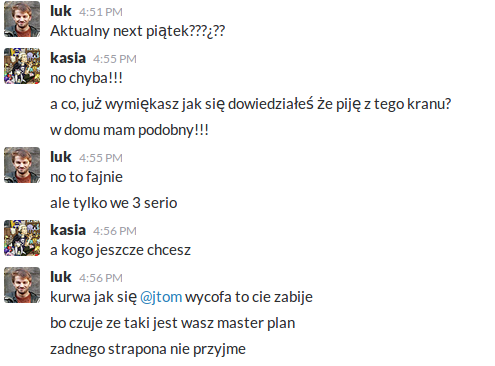 luk 4:51 PM
Aktualny next piątek???¿??
kasia 4:55 PM
no chyba!!!
a co, już wymiękasz jak się dowiedziałeś że piję z tego kranu?
w domu mam podobny!!!
luk 4:55 PM
no to fajnie
ale tylko we 3 serio
kasia 4:56 PM
a kogo jeszcze chcesz
luk 4:56 PM
kurwa jak się @jtom wycofa to cie zabije
bo czuje ze taki jest wasz master plan
zadnego strapona nie przyjme